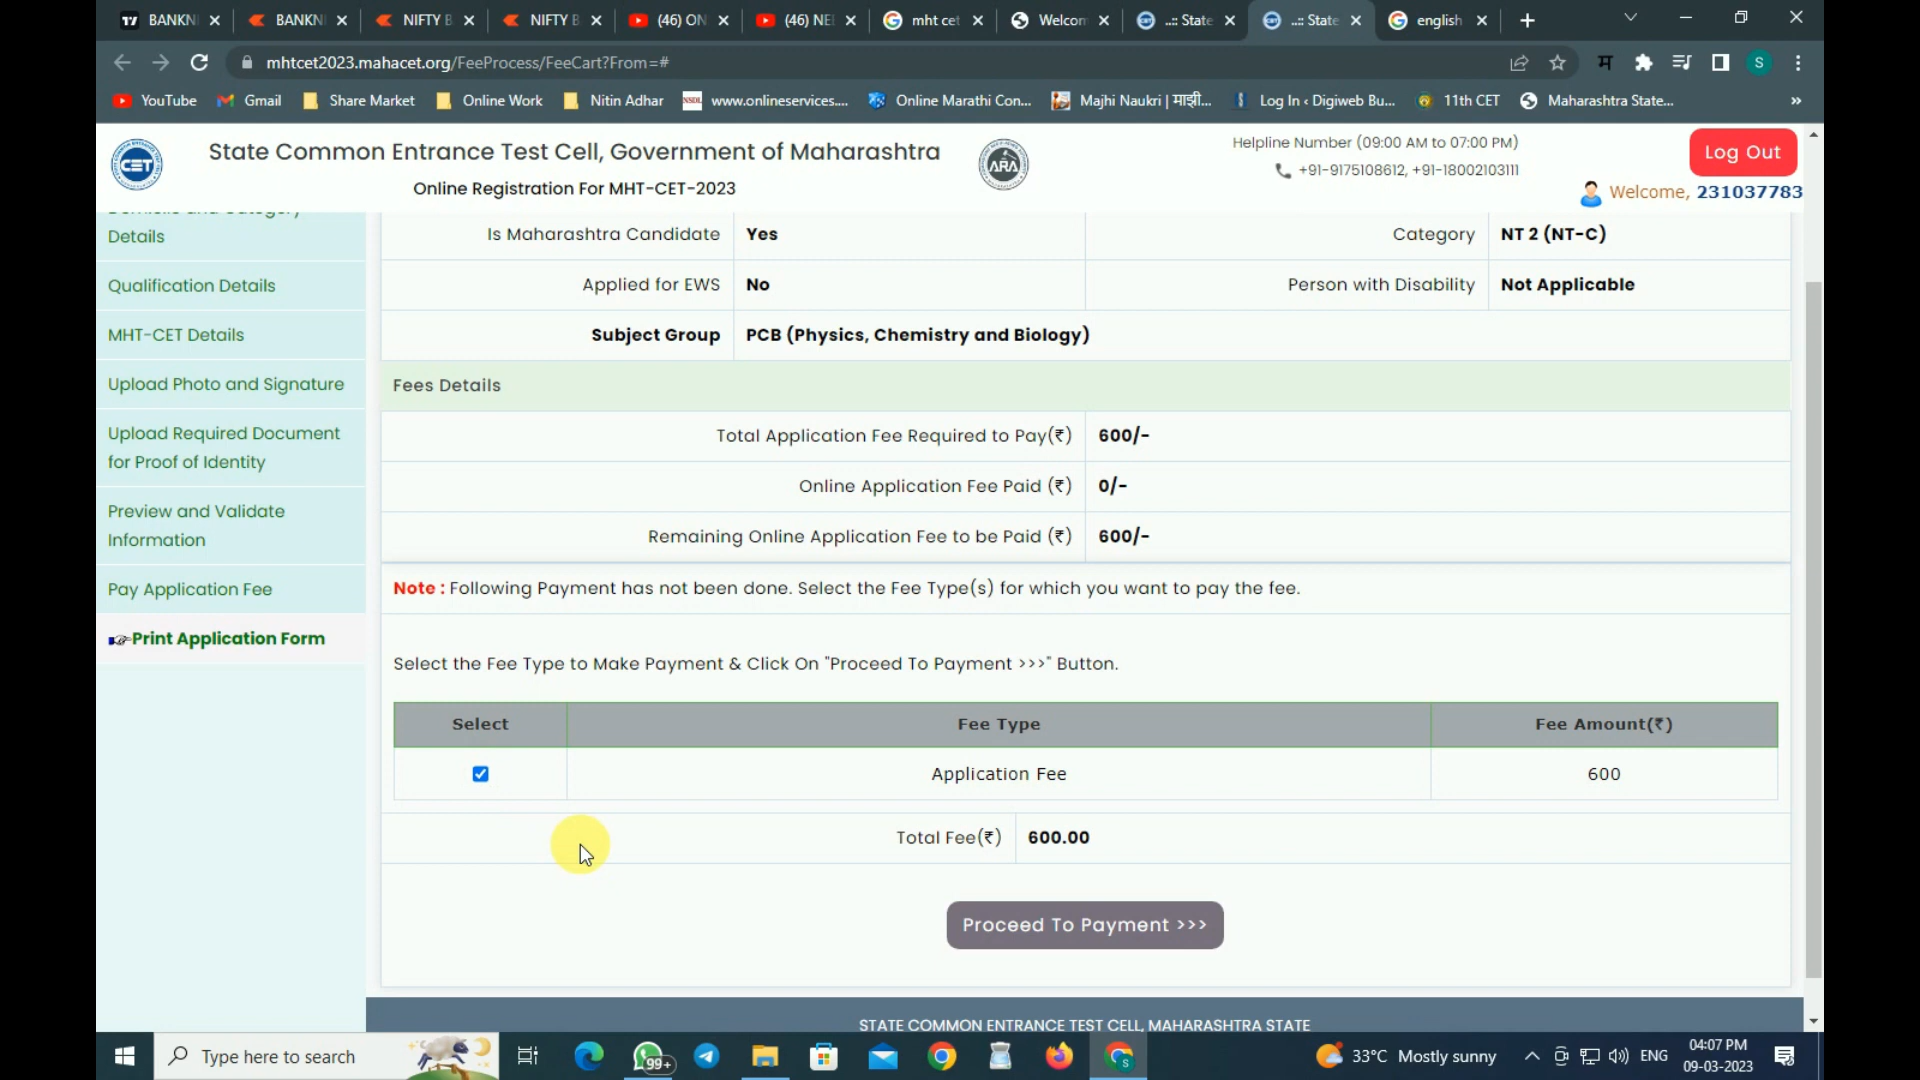 BANKNI
BANKNI
NIFTY B
NIFTY B
(46) ON
(46) NE
mht cet
Welcom
..:: State
..:: State
english
mhtcet2023.mahacet.org/FeeProcess/FeeCart?From=#
म
S
YouTube
Gmail
Share Market
Online Work
Nitin Adhar
NSDL
www.onlineservices....
Online Marathi Con...
Majhi Naukri | माझी...
Log In ‹ Digiweb Bu...
11th CET
Maharashtra State...
»
CET
State Common Entrance Test Cell, Government of Maharashtra
Online Registration For MHT-CET-2023
ARA
Helpline Number (09:00 AM to 07:00 PM)
+91-9175108612, +91-18002103111
Log Out
Welcome, 231037783
Domicile and Category
Details
Qualification Details
MHT-CET Details
Upload Photo and Signature
Upload Required Document
for Proof of Identity
Preview and Validate
Information
Pay Application Fee
Print Application Form
Is Maharashtra Candidate Yes Category NT 2 (NT-C)
Applied for EWS No Person with Disability Not Applicable
Subject Group PCB (Physics, Chemistry and Biology)
Fees Details
Total Application Fee Required to Pay(₹) 600/-
Online Application Fee Paid (₹) 0/-
Remaining Online Application Fee to be Paid (₹) 600/-
Note : Following Payment has not been done. Select the Fee Type(s) for which you want to pay the fee.
Select the Fee Type to Make Payment & Click On "Proceed To Payment >>>" Button.
Select Fee Type Fee Amount(₹)
Application Fee 600
Total Fee(₹) 600.00
Proceed To Payment >>>
STATE COMMON ENTRANCE TEST CELL, MAHARASHTRA STATE
Type here to search
99+
S
33°C Mostly sunny
ENG
04:07 PM
09-03-2023